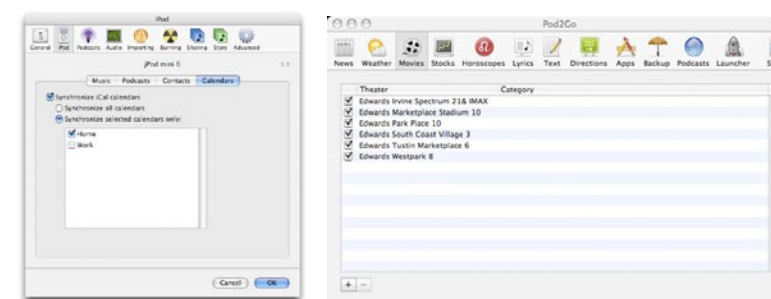 iPod
General iPod Podcasts Audio Importing Burning Sharing Store Advanced
jPod mini II
Music Podcasts Contacts Calendars
Synchronize iCal calendars
Synchronize all calendars
Synchronize selected calendars only:
Home
Work
Cancel OK
Pod2Go
News Weather Movies Stocks Horoscopes Lyrics Text Directions Apps Backup Podcasts Launcher
Theater Category
Edwards Irvine Spectrum 21& IMAX
Edwards Marketplace Stadium 10
Edwards Park Place 10
Edwards South Coast Village 3
Edwards Tustin Marketplace 6
Edwards Westpark 8